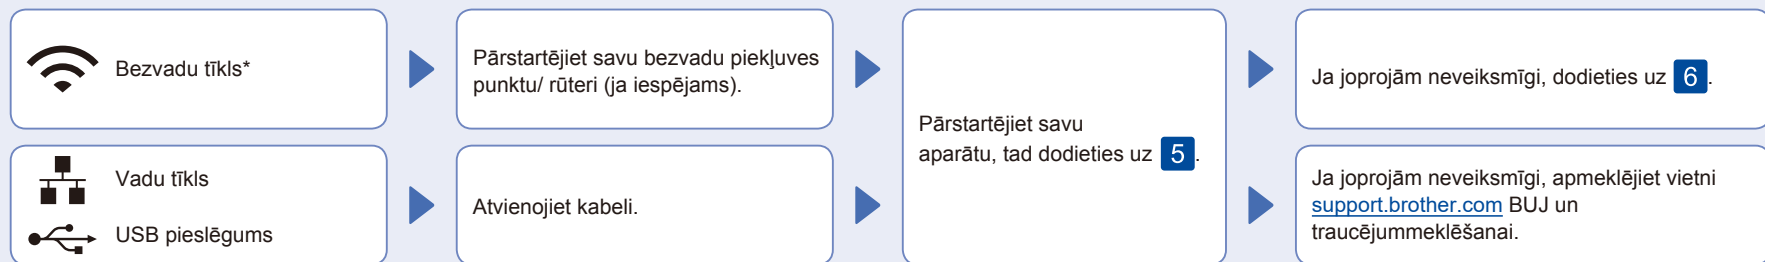 Bezvadu tīkls*
Pārstartējiet savu bezvadu piekļuves
punktu/ rūteri (ja iespējams).
Pārstartējiet savu
aparātu, tad dodieties uz 5.
Ja joprojām neveiksmīgi, dodieties uz 6.
Vadu tīkls
USB pieslēgums
Atvienojiet kabeli.
Ja joprojām neveiksmīgi, apmeklējiet vietni
support.brother.com BUJ un
traucējummeklēšanai.